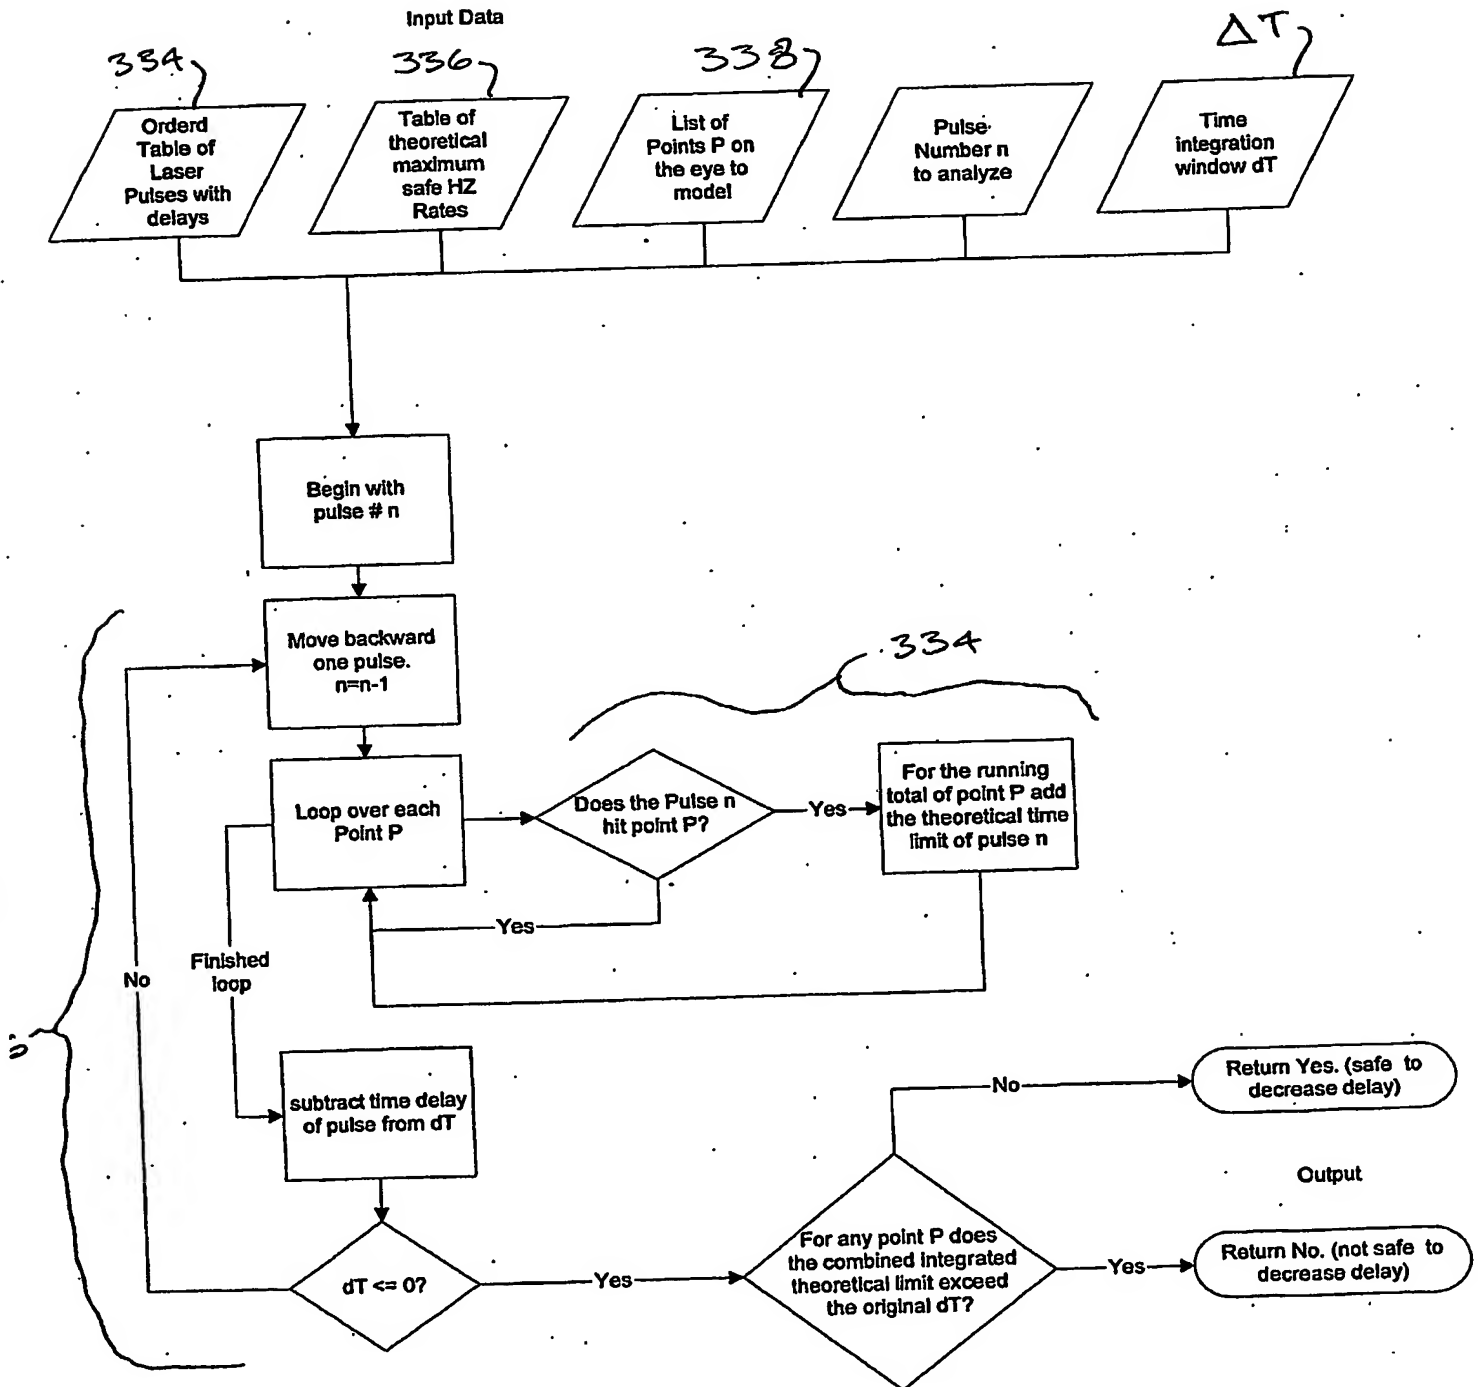 Input Data
334
336
338
ΔT
Orderd
Table of
Laser
Pulses with
delays
Table of
theoretical
maximum
safe HZ
Rates
List of
Points P on
the eye to
model
Pulse
Number n
to analyze
Time
integration
window dT
Begin with
pulse # n
Move backward
one pulse.
n=n-1
334
Loop over each
Point P
Does the Pulse n
hit point P?
Yes
For the running
total of point P add
the theoretical time
limit of pulse n
Yes
Finished
loop
No
subtract time delay
of pulse from dT
dT <= 0?
Yes
For any point P does
the combined integrated
theoretical limit exceed
the original dT?
No
Return Yes. (safe to
decrease delay)
Output
Yes
Return No. (not safe to
decrease delay)